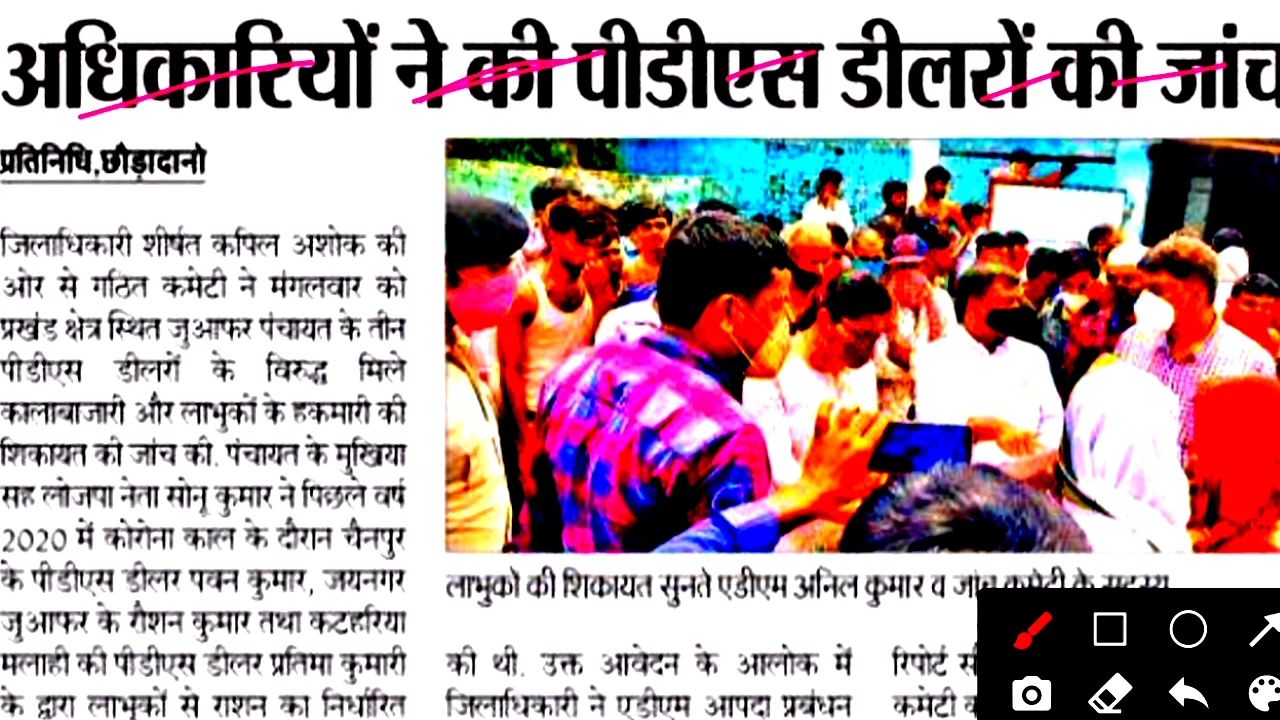 अधिकारियों ने की पीडीएस डीलरों की जांच
प्रतिनिधि,छौड़ादानो
जिलाधिकारी शीर्षत कपिल अशोक की
ओर से गठित कमेटी ने मंगलवार को
प्रखंड क्षेत्र स्थित जुआफर पंचायत के तीन
पीडीएस डीलरों के विरुद्ध मिले
कालाबाजारी और लाभुकों के हकमारी की
शिकायत की जांच की. पंचायत के मुखिया
सह लोजपा नेता सोनू कुमार ने पिछले वर्ष
2020 में कोरोना काल के दौरान चैनपुर
के पीडीएस डीलर पवन कुमार, जयनगर
जुआफर के रौशन कुमार तथा कटहरिया
मलाही की पीडीएस डीलर प्रतिमा कुमारी
के द्वारा लाभुकों से राशन का निर्धारित
लाभुकों की शिकायत सुनते एडीएम अनिल कुमार व जांच कमेटी के सदस्य
की थी. उक्त आवेदन के आलोक में
जिलाधिकारी ने एडीएम आपदा प्रबंधन
रिपोर्ट
कमेटी